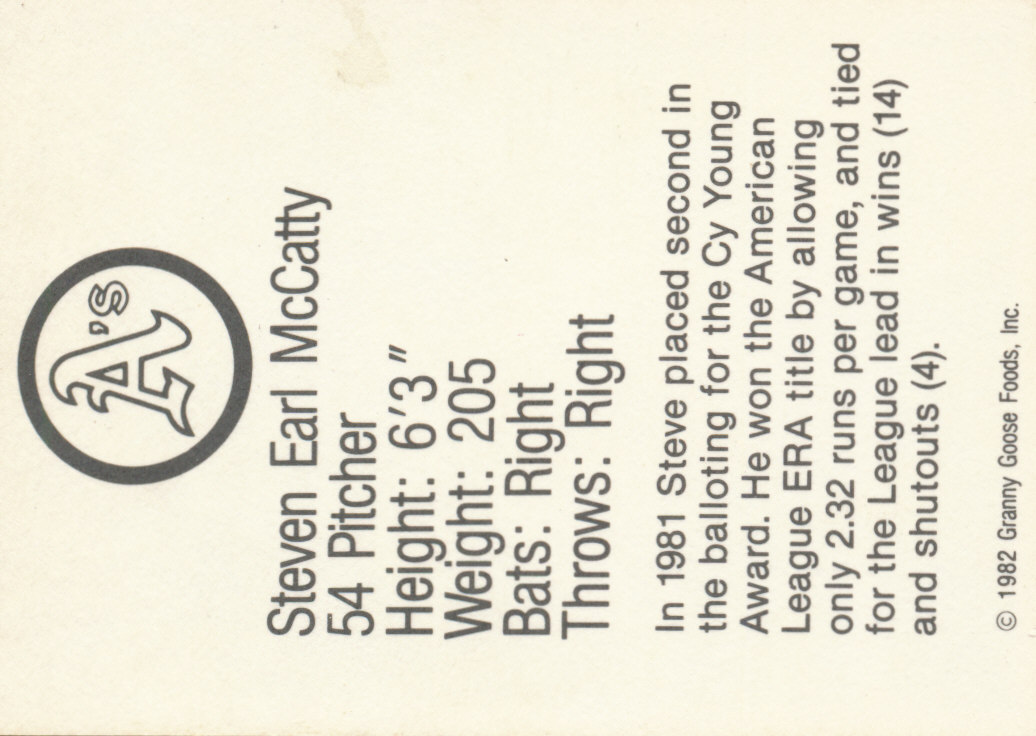 A's
Steven Earl McCatty
54 Pitcher
Height: 6'3"
Weight: 205
Bats: Right
Throws: Right
In 1981 Steve placed second in
the balloting for the Cy Young
Award. He won the American
League ERA title by allowing
only 2.32 runs per game, and tied
for the League lead in wins (14)
and shutouts (4).
© 1982 Granny Goose Foods, Inc.